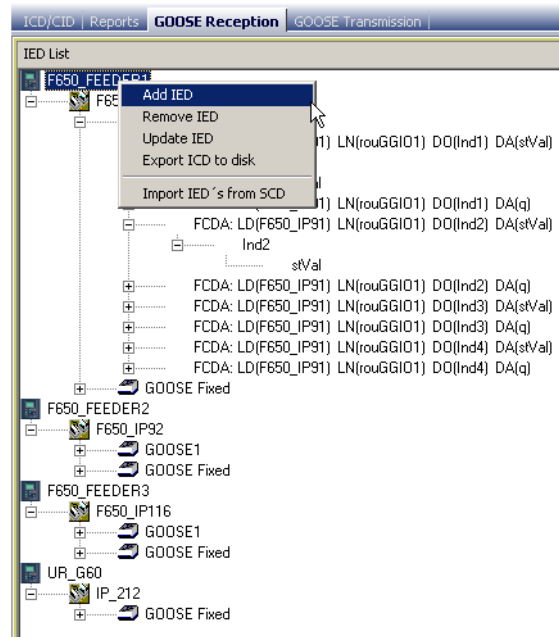 ICD/CID | Reports GOOSE Reception GOOSE Transmission
IED List
F650_FEEDER1
Add IED
F65
Remove IED
Update IED
1) LN(rouGGIO1) DO(Ind1) DA(stVal)
Export ICD to disk
Import IED´s from SCD
1) LN(rouGGIO1) DO(Ind1) DA(q)
FCDA: LD(F650_IP91) LN(rouGGIO1) DO(Ind2) DA(stVal)
Ind2
stVal
FCDA: LD(F650_IP91) LN(rouGGIO1) DO(Ind2) DA(q)
FCDA: LD(F650_IP91) LN(rouGGIO1) DO(Ind3) DA(stVal)
FCDA: LD(F650_IP91) LN(rouGGIO1) DO(Ind3) DA(q)
FCDA: LD(F650_IP91) LN(rouGGIO1) DO(Ind4) DA(stVal)
FCDA: LD(F650_IP91) LN(rouGGIO1) DO(Ind4) DA(q)
GOOSE Fixed
F650_FEEDER2
F650_IP92
GOOSE1
GOOSE Fixed
F650_FEEDER3
F650_IP116
GOOSE1
GOOSE Fixed
UR_G60
IP_212
GOOSE Fixed